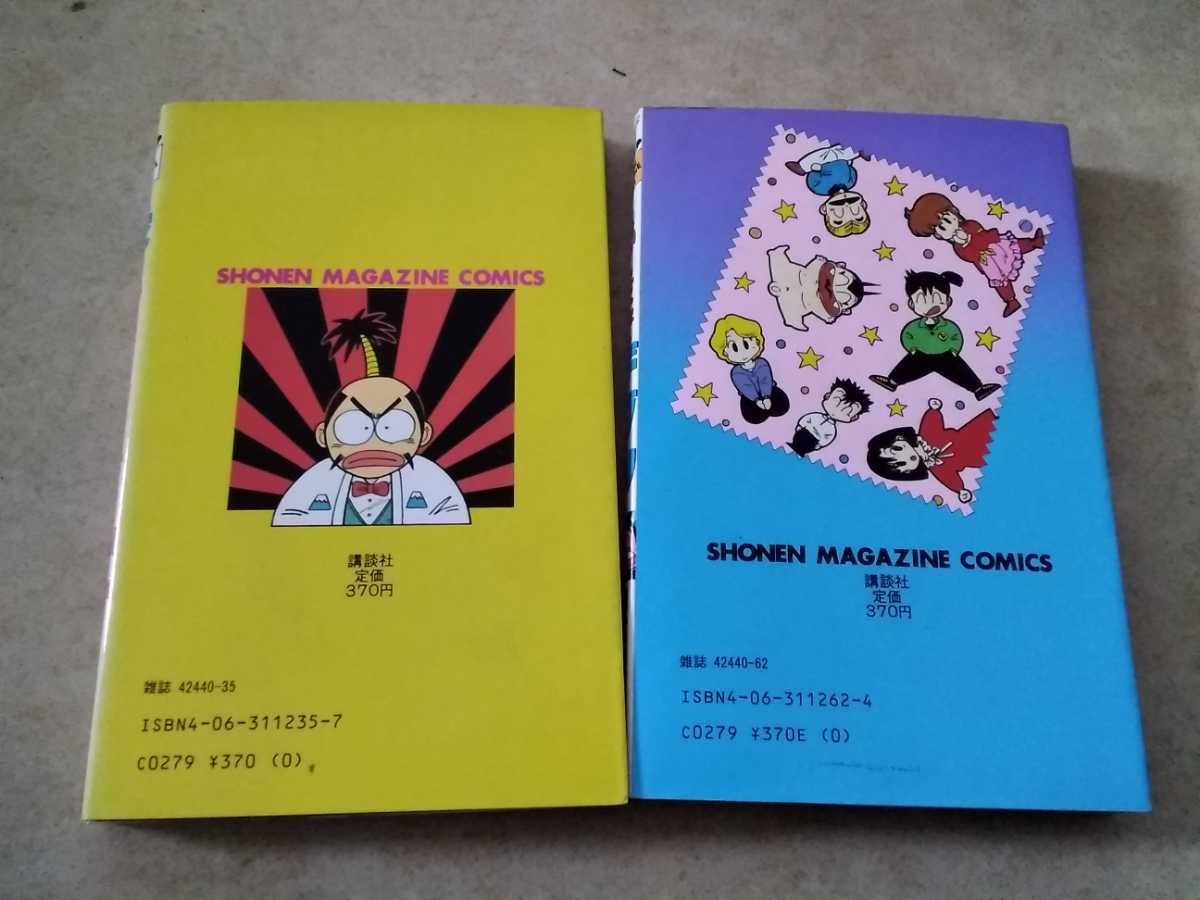 SHONEN MAGAZINE COMICS
講談社
定価
370円
雑誌 42440-35
ISBN4-06-311235-7
C0279 ¥370 (0)
SHONEN MAGAZINE COMICS
講談社
定価
370円
雑誌 42440-62
ISBN4-06-311262-4
C0279 ¥370E (0)